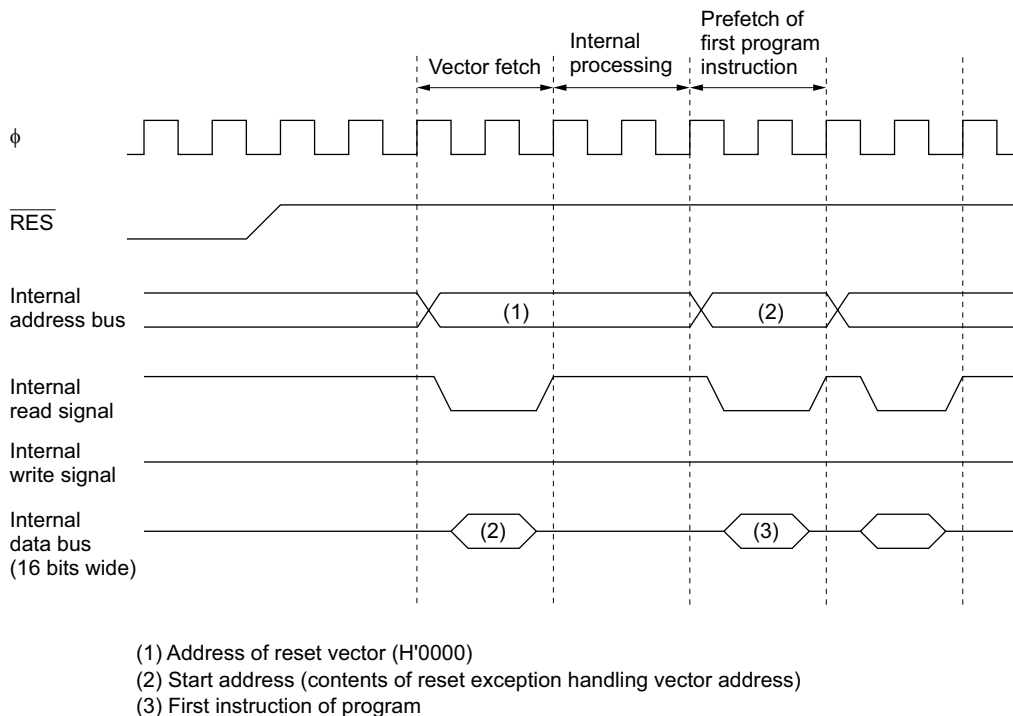 Prefetch of
first program
instruction
Internal
processing
Vector fetch
ϕ
RES
Internal
address bus
(1)
(2)
Internal
read signal
Internal
write signal
Internal
data bus
(16 bits wide)
(2)
(3)
(1) Address of reset vector (H'0000)
(2) Start address (contents of reset exception handling vector address)
(3) First instruction of program